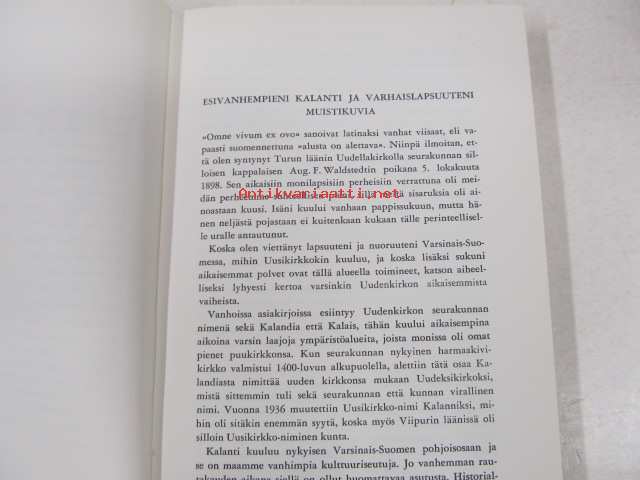 ESIVANHEMPIENI KALANTI JA VARHAISLAPSUUTENI
MUISTIKUVIA
»Omne vivum ex ovo» sanoivat latinaksi vanhat viisaat, eli va-
paasti suomennettuna »alusta on alettava». Niinpä ilmoitan, et-
tä olen syntynyt Turun läänin Uudellakirkolla seurakunnan sil-
loisen kappalaisen Aug. F. Waldstedtin poikana 5. lokakuuta
1898. Sen aikaisiin monilapsisiin perheisiin verrattuna oli mei-
Antikvariantti.net
dän perheemme sillä sisaruksia oli ai-
noastaan kuusi. Isäni kuului vanhaan pappissukuun, mutta hä-
nen neljästä pojastaan ei kuitenkaan kukaan tälle perinteellisel-
le uralle antautunut.
Koska olen viettänyt lapsuuteni ja nuoruuteni Varsinais-Suo-
messa, mihin Uusikirkkokin kuuluu, ja koska lisäksi sukuni
aikaisemmat polvet ovat tällä alueella toimineet, katson aiheel-
liseksi lyhyesti kertoa varsinkin Uudenkirkon aikaisemmista
vaiheista.
Vanhoissa asiakirjoissa esiintyy Uudenkirkon seurakunnan
nimenä sekä Kalandia että Kalais, tähän kuului aikaisempina
aikoina varsin laajoja ympäristöalueita, joista monissa oli omat
pienet puukirkkonsa. Kun seurakunnan nykyinen harmaakivi-
kirkko valmistui 1400-luvun alkupuolella, alettiin tätä osaa Ka-
landiasta nimittää uuden kirkkonsa mukaan Uudeksikirkoksi,
mistä sittemmin tuli sekä seurakunnan että kunnan virallinen
nimi. Vuonna 1936 muutettiin Uusikirkko-nimi Kalanniksi, mi-
hin oli sitäkin enemmän syytä, koska myös Viipurin läänissä oli
silloin Uusikirkko-niminen kunta.
Kalanti kuuluu nykyisen Varsinais-Suomen pohjoisosaan ja
se on maamme vanhimpia kulttuuriseutuja. Jo vanhemman rau-
takauden aikana siellä on ollut huomattavaa asutusta. Historial-